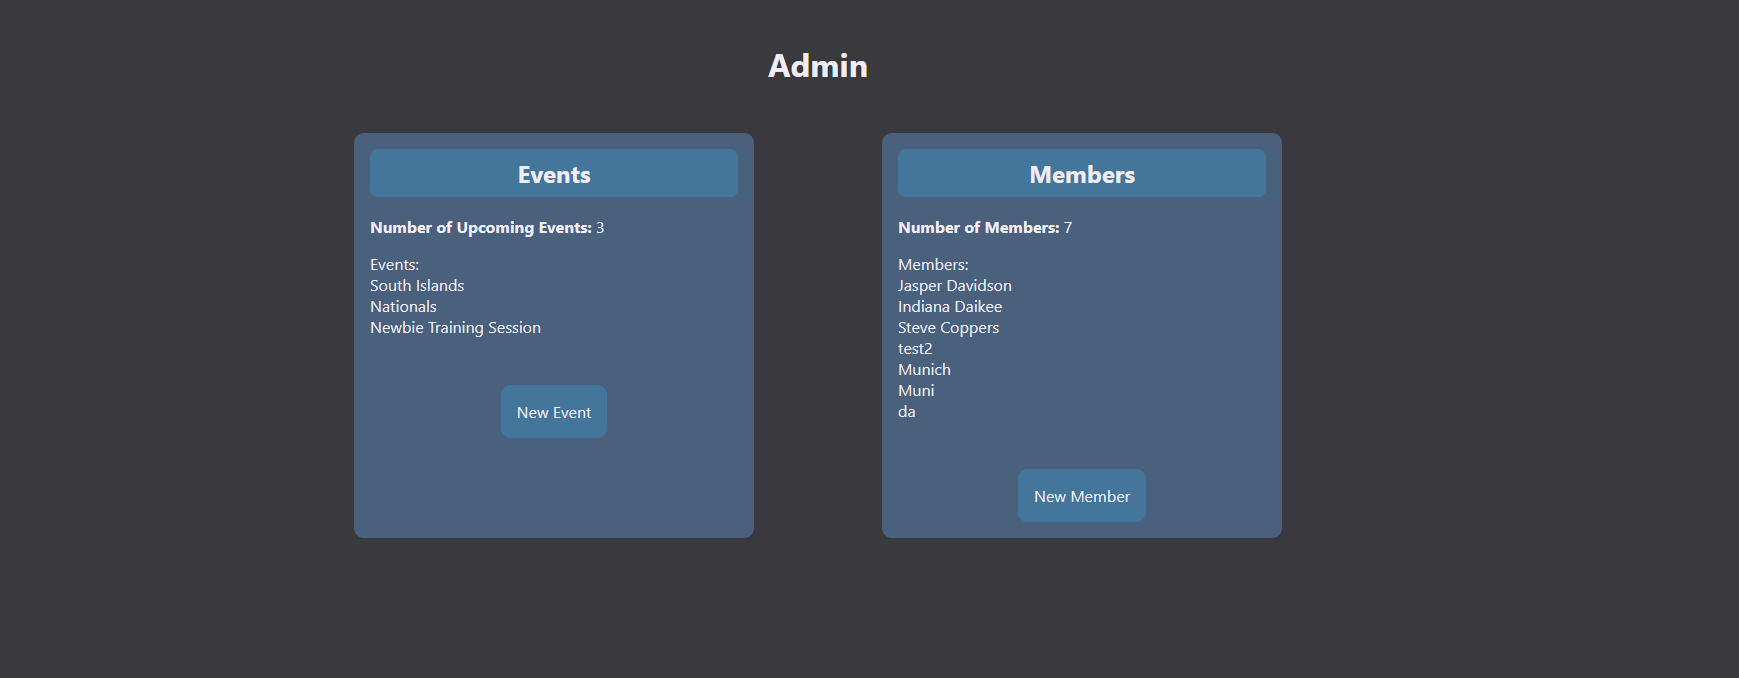 Admin
Events
Number of Upcoming Events: 3
Events:
South Islands
Nationals
Newbie Training Session
New Event
Members
Number of Members: 7
Members:
Jasper Davidson
Indiana Daikee
Steve Coppers
test2
Munich
Muni
da
New Member